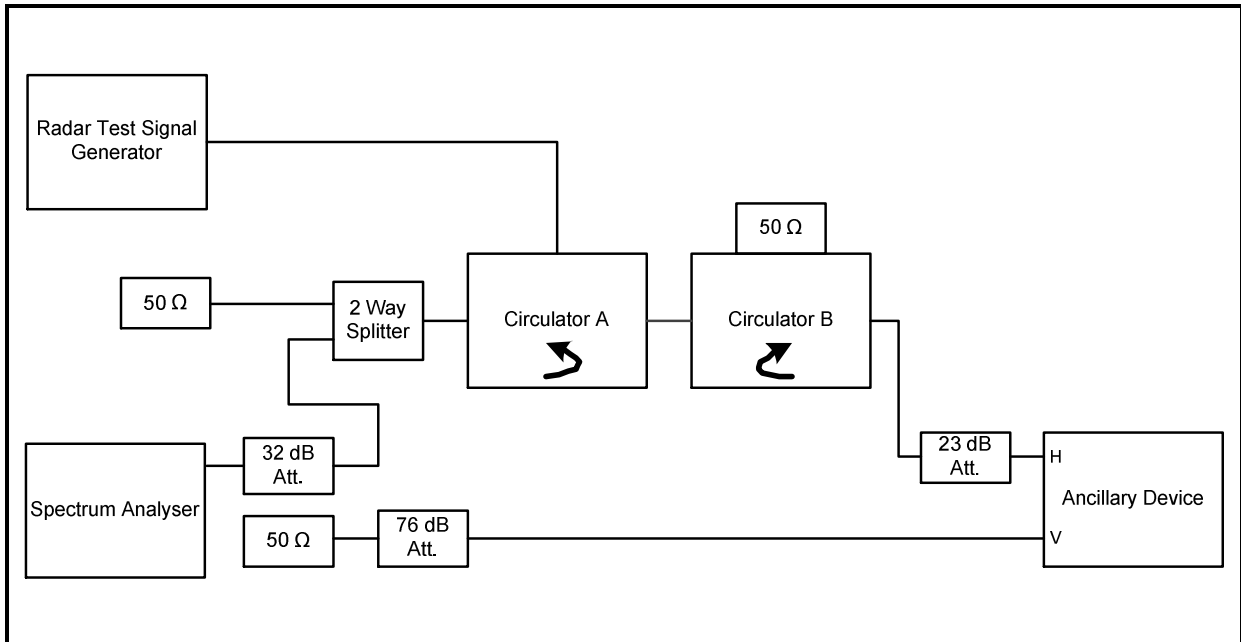 Radar Test Signal
Generator
50 Ω
50 Ω
2 Way
Splitter
Circulator A
Circulator B
32 dB
Att.
23 dB
Att.
H
Ancillary Device
Spectrum Analyser
50 Ω
76 dB
Att.
V